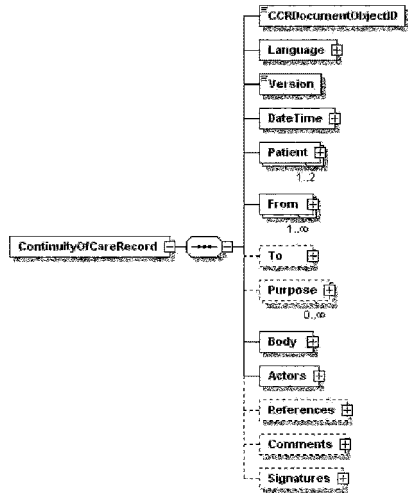 CCRDocumentObjectID
Language
Version
DateTime
Patient
1..2
From
1..∞
ContinuityOfCareRecord
To
Purpose
0..∞
Body
Actors
References
Comments
Signatures